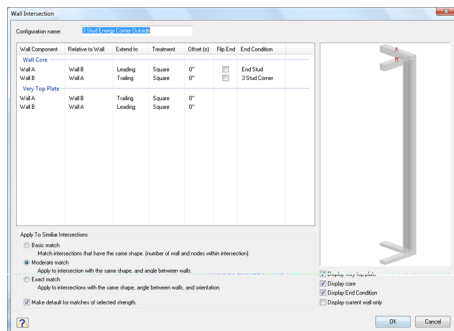 Wall Intersection
Configuration name: 3 Stud Energy Corner Outside
Wall Component Relative to Wall Extend to Treatment Offset (s) Flip End End Condition
Wall Core
Wall A Wall B Leading Square 0" End Stud
Wall B Wall A Trailing Square 0" 3 Stud Corner
Very Top Plate
Wall A Wall B Trailing Square 0"
Wall B Wall A Leading Square 0"
A
B
Apply To Similar Intersections
Basic match
Match intersections that have the same shape. (number of wall and nodes within intersection)
Moderate match
Apply to intersection with the same shape, and angle between walls.
Exact match
Apply to intersections with the same shape, angle between walls, and orientation.
Make default for matches of selected strength.
Display very top plate
Display core
Display End Condition
Display current wall only
?
OK Cancel